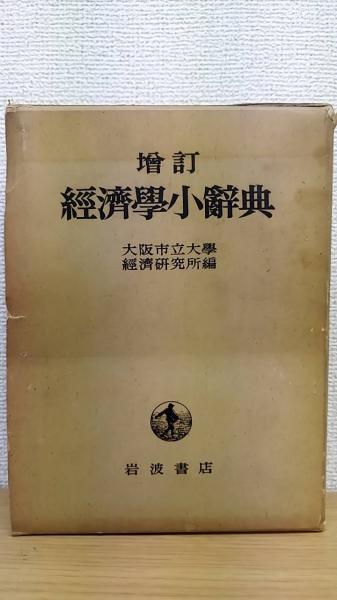 增訂
經濟學小辭典
大阪市立大學
經濟研究所編
岩波書店